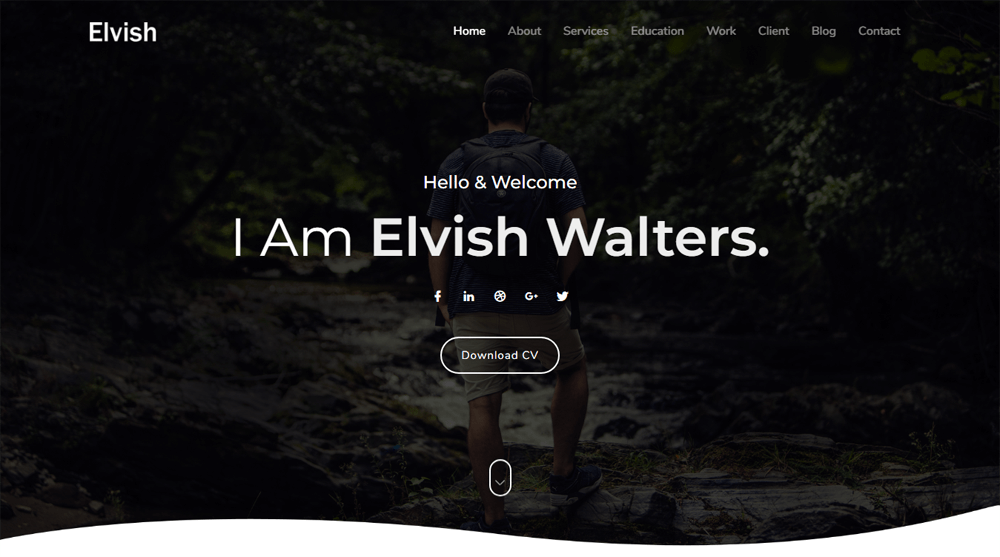 Elvish
Home About Services Education Work Client Blog Contact
Hello & Welcome
I Am Elvish Walters.
Download CV